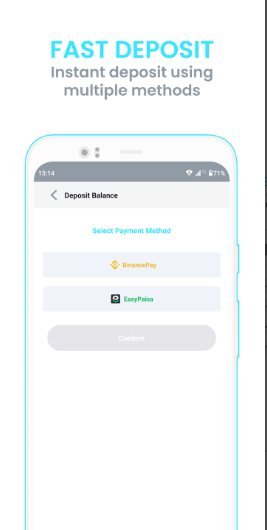 FAST DEPOSIT
Instant deposit using
multiple methods
10:14
71%
Deposit Balance
Select Payment Method
BinancePay
EasyPaisa
Confirm